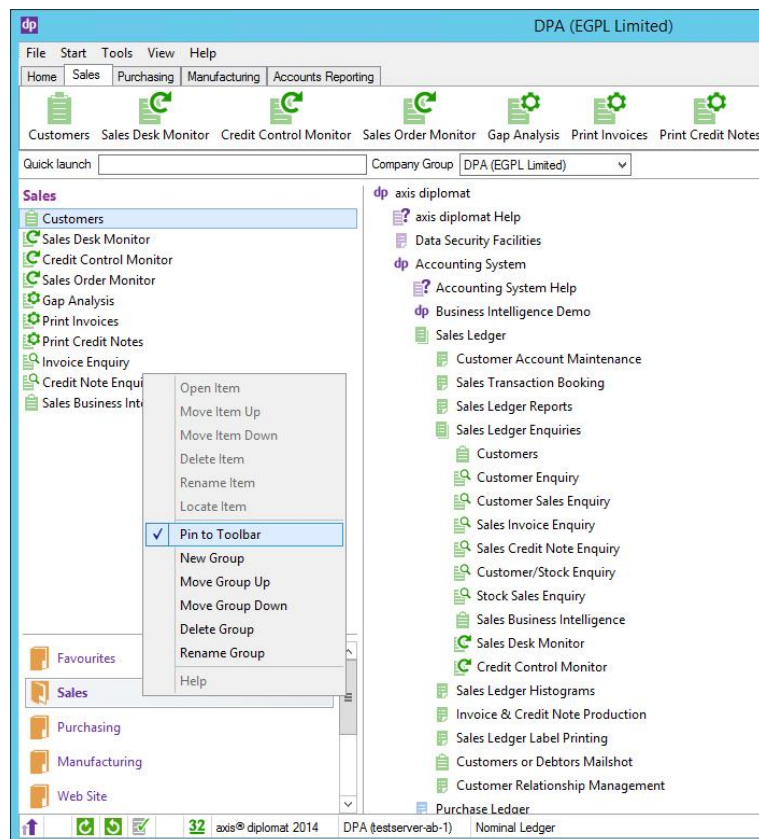 dp
DPA (EGPL Limited)
File Start Tools View Help
Home Sales Purchasing Manufacturing Accounts Reporting
Customers Sales Desk Monitor Credit Control Monitor Sales Order Monitor Gap Analysis Print Invoices Print Credit Notes
Quick launch Company Group DPA (EGPL Limited)
Sales
Customers
Sales Desk Monitor
Credit Control Monitor
Sales Order Monitor
Gap Analysis
Print Invoices
Print Credit Notes
Invoice Enquiry
Credit Note Enqui
Sales Business Int
Open Item
Move Item Up
Move Item Down
Delete Item
Rename Item
Locate Item
Pin to Toolbar
New Group
Move Group Up
Move Group Down
Delete Group
Rename Group
Help
Favourites
Sales
Purchasing
Manufacturing
Web Site
dp axis diplomat
? axis diplomat Help
Data Security Facilities
dp Accounting System
? Accounting System Help
dp Business Intelligence Demo
Sales Ledger
Customer Account Maintenance
Sales Transaction Booking
Sales Ledger Reports
Sales Ledger Enquiries
Customers
Customer Enquiry
Customer Sales Enquiry
Sales Invoice Enquiry
Sales Credit Note Enquiry
Customer/Stock Enquiry
Stock Sales Enquiry
Sales Business Intelligence
Sales Desk Monitor
Credit Control Monitor
Sales Ledger Histograms
Invoice & Credit Note Production
Sales Ledger Label Printing
Customers or Debtors Mailshot
Customer Relationship Management
Purchase Ledger
32 axis® diplomat 2014 DPA (testserver-ab-1) Nominal Ledger